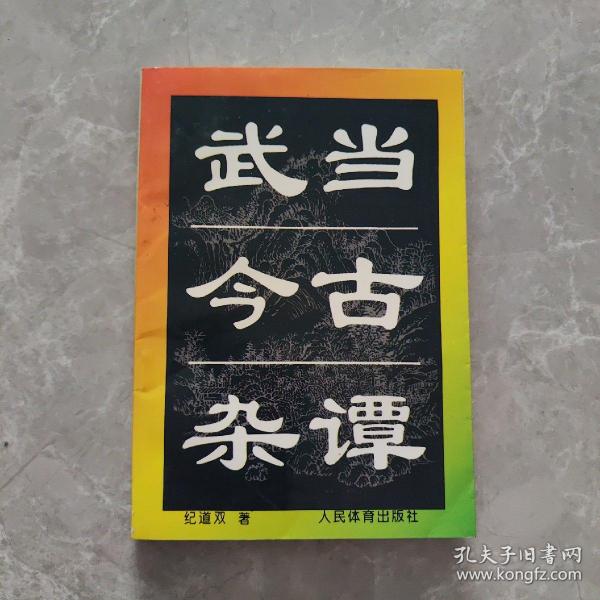 武当
今古
杂谭
纪道双 著 人民体育出版社
孔夫子旧书网
www.kongfz.com